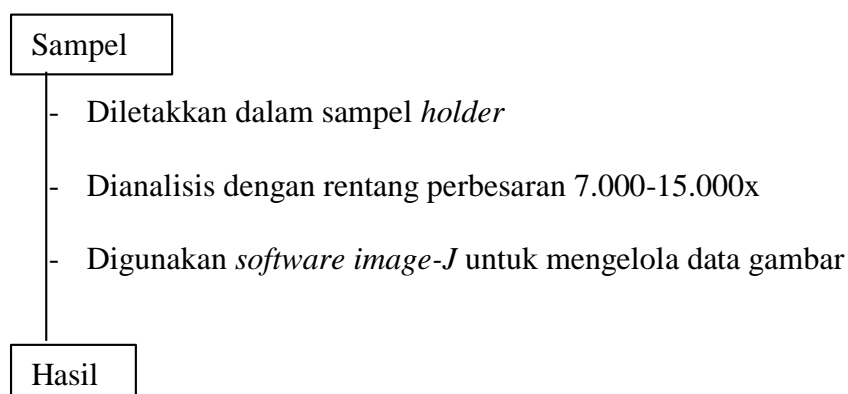 Sampel
- Diletakkan dalam sampel holder
- Dianalisis dengan rentang perbesaran 7.000-15.000x
- Digunakan software image-J untuk mengelola data gambar
Hasil